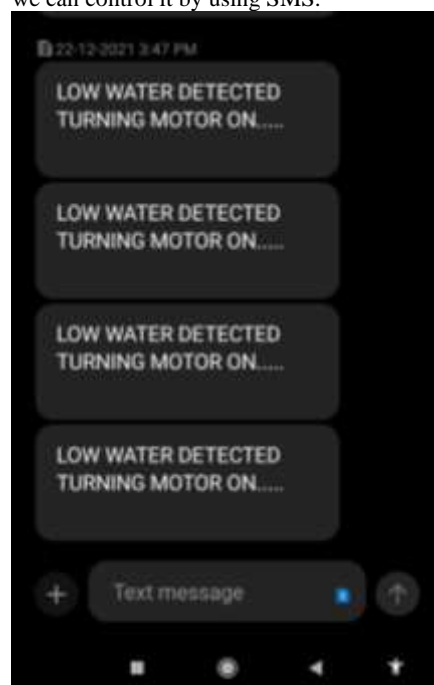 we can control it by using SMS.
22-12-2021 3:47 PM
LOW WATER DETECTED
TURNING MOTOR ON.....
LOW WATER DETECTED
TURNING MOTOR ON.....
LOW WATER DETECTED
TURNING MOTOR ON.....
LOW WATER DETECTED
TURNING MOTOR ON.....
Text message